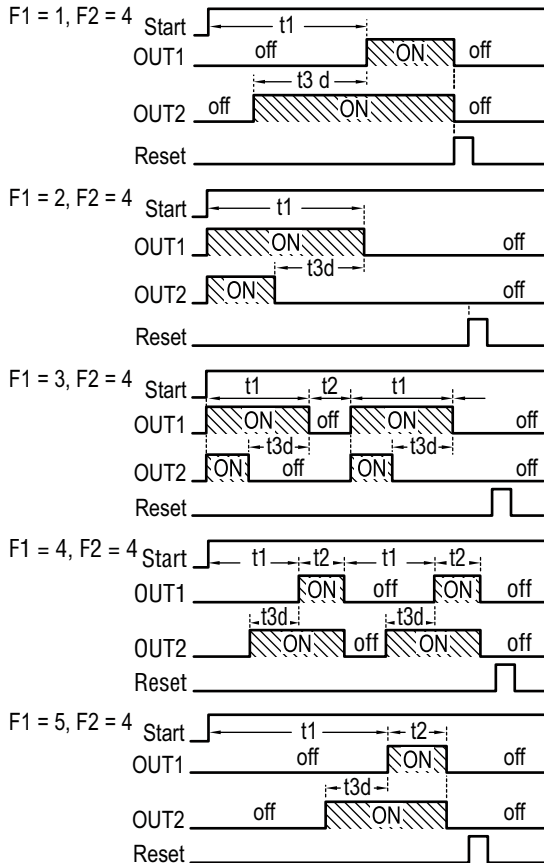 F1 = 1, F2 = 4 Start t1
OUT1 off ON off
t3 d
OUT2 off ON off
Reset
F1 = 2, F2 = 4 Start t1
OUT1 ON off
t3d
OUT2 ON off
Reset
F1 = 3, F2 = 4 Start
t1 t2 t1
OUT1 ON off ON off
t3d t3d
OUT2 ON off ON off
Reset
F1 = 4, F2 = 4 Start
t1 t2 t1 t2
OUT1 ON off ON off
t3d t3d
OUT2 ON off ON off
Reset
F1 = 5, F2 = 4 Start
t1 t2
OUT1 off ON off
t3d
OUT2 off ON off
Reset